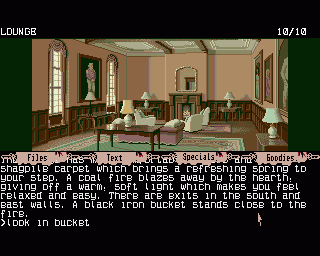 LOUNGE 10/10
Files Text Specials Goodies
shagpile carpet which brings a refreshing spring to
your step. A coal fire blazes away by the hearth,
giving off a warm, soft light which makes you feel
relaxed and easy. There are exits in the south and
east walls. A black iron bucket stands close to the
fire.
>look in bucket